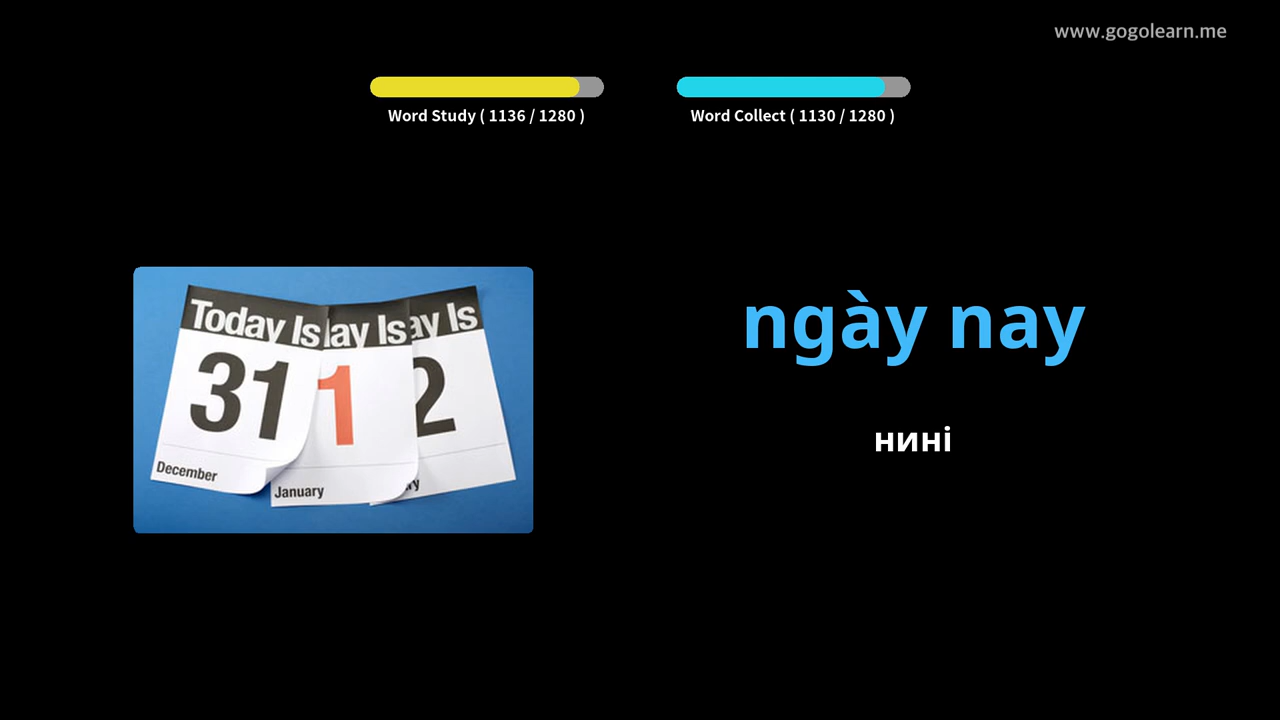 www.gogolearn.me
Word Study ( 1136 / 1280 )
Word Collect ( 1130 / 1280 )
Today Is
31
December
ay Is
1
January
ay Is
2
ry
ngày nay
нині